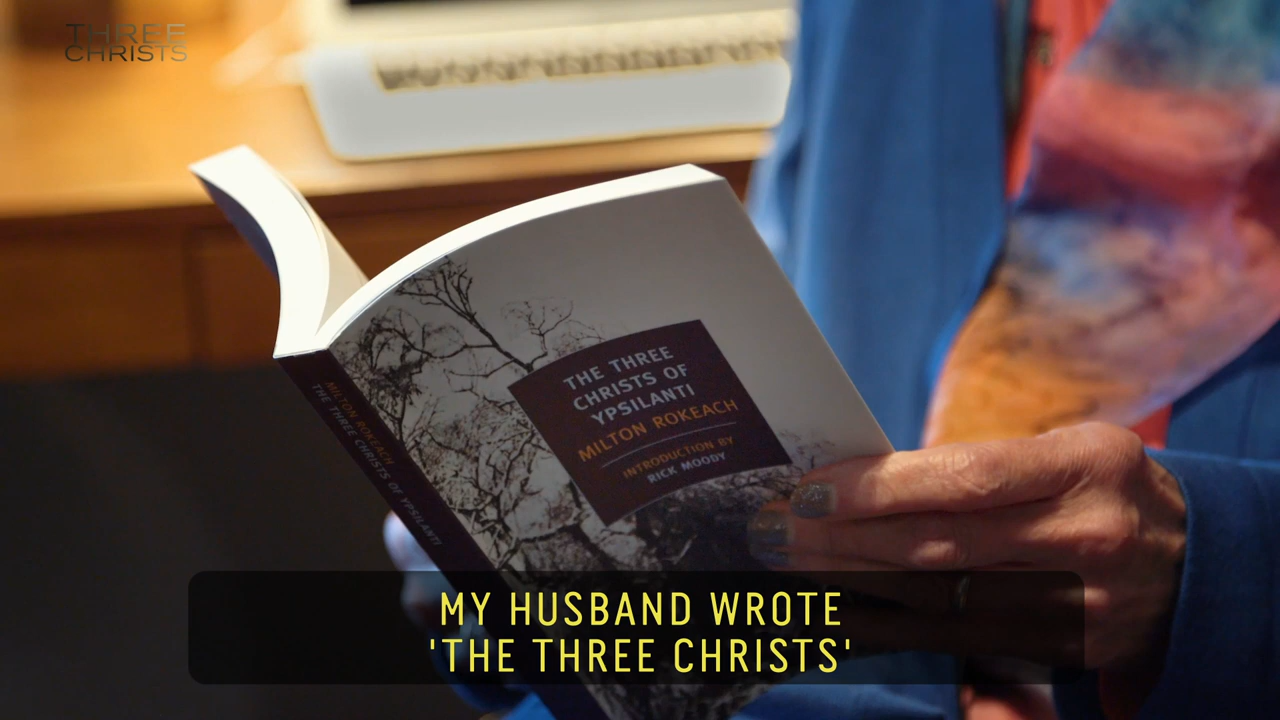 THREE
CHRISTS
THE THREE
CHRISTS OF
YPSILANTI
MILTON ROKEACH
INTRODUCTION BY
RICK MOODY
MILTON ROKEACH
THE THREE CHRISTS OF YPSILANTI
MY HUSBAND WROTE
'THE THREE CHRISTS'